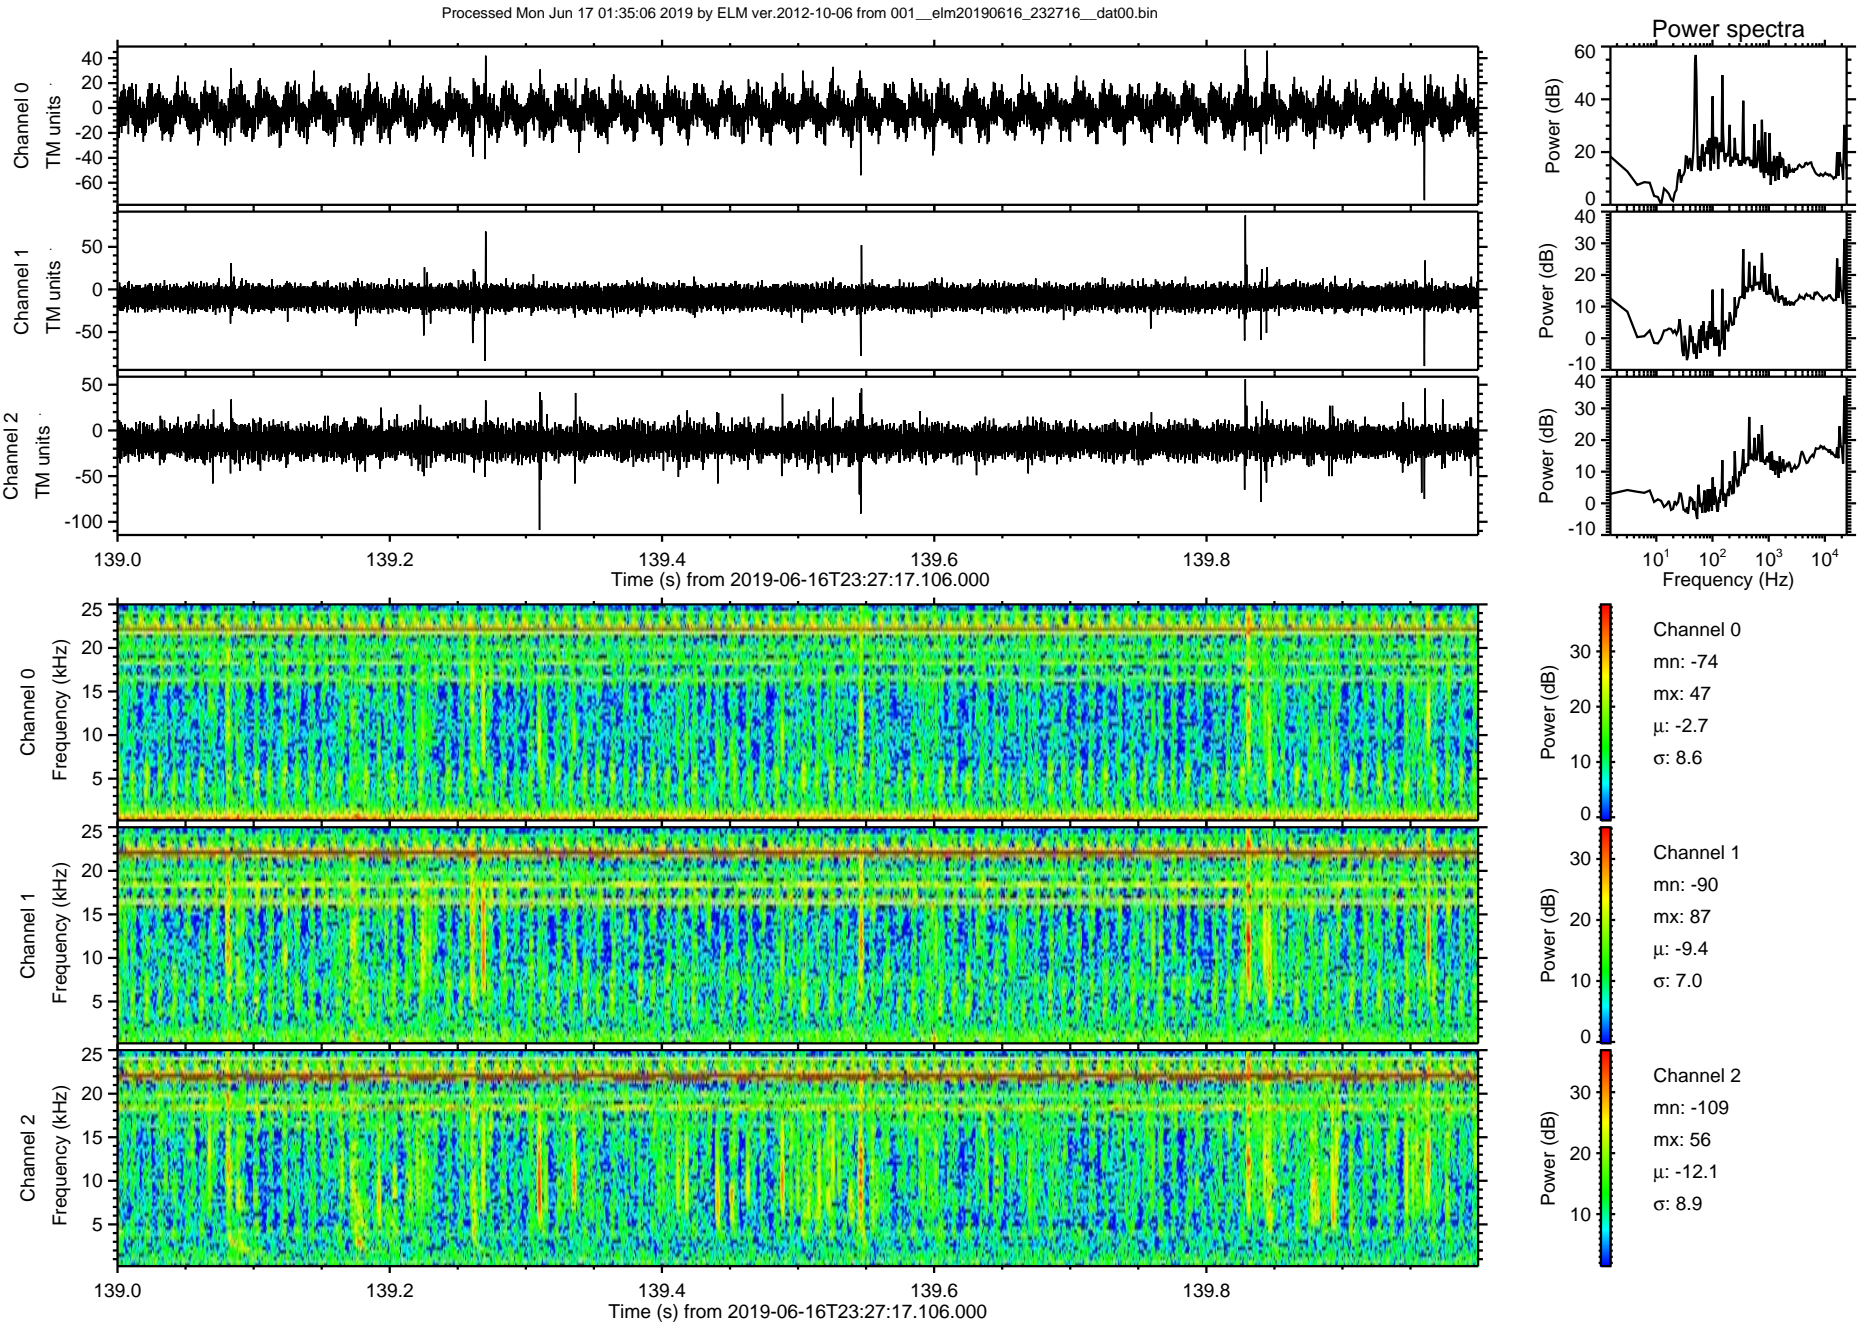 Processed Mon Jun 17 01:35:06 2019 by ELM ver.2012-10-06 from 001__elm20190616_232716__dat00.bin
Power spectra
Channel 0
TM units
40
20
0
-20
-40
-60
Power (dB)
60
40
20
0
Channel 1
TM units
50
0
-50
Power (dB)
40
30
20
10
0
-10
Channel 2
TM units
50
0
-50
-100
Power (dB)
40
30
20
10
0
-10
139.0 139.2 139.4 139.6 139.8
Time (s) from 2019-06-16T23:27:17.106.000
10¹ 10² 10³ 10⁴
Frequency (Hz)
Channel 0
Frequency (kHz)
25
20
15
10
5
Power (dB)
30
20
10
0
Channel 0
mn: -74
mx: 47
μ: -2.7
σ: 8.6
Channel 1
Frequency (kHz)
25
20
15
10
5
Power (dB)
30
20
10
0
Channel 1
mn: -90
mx: 87
μ: -9.4
σ: 7.0
Channel 2
Frequency (kHz)
25
20
15
10
5
Power (dB)
30
20
10
Channel 2
mn: -109
mx: 56
μ: -12.1
σ: 8.9
139.0 139.2 139.4 139.6 139.8
Time (s) from 2019-06-16T23:27:17.106.000